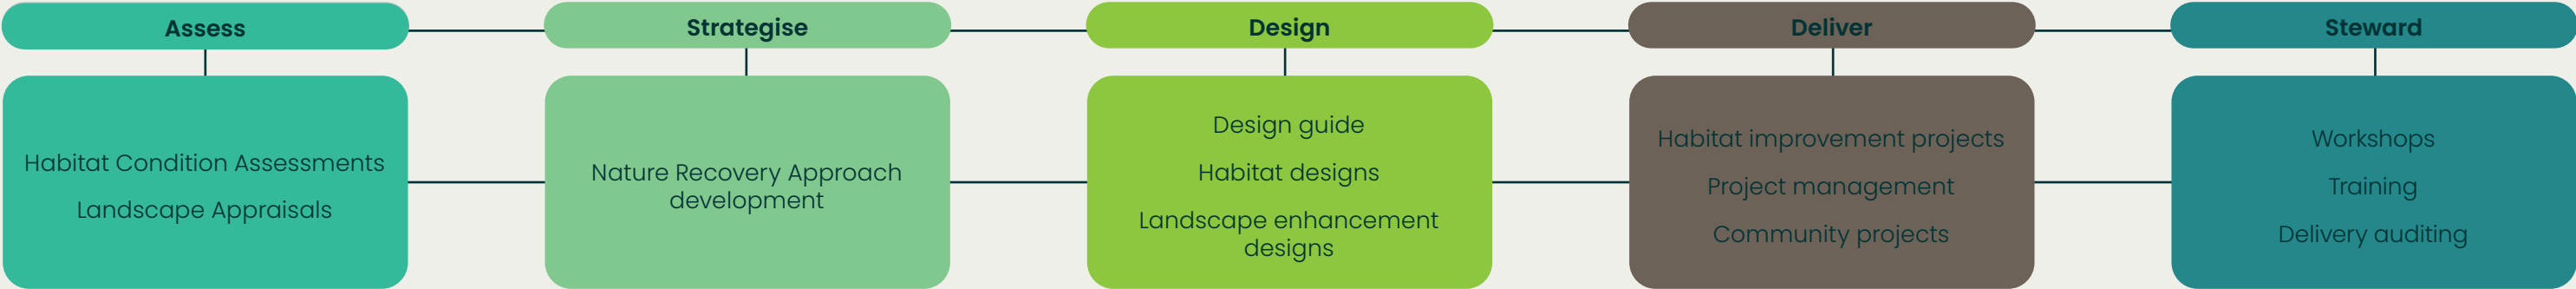 Assess
Habitat Condition Assessments
Landscape Appraisals
Strategise
Nature Recovery Approach
development
Design
Design guide
Habitat designs
Landscape enhancement
designs
Deliver
Habitat improvement projects
Project management
Community projects
Steward
Workshops
Training
Delivery auditing